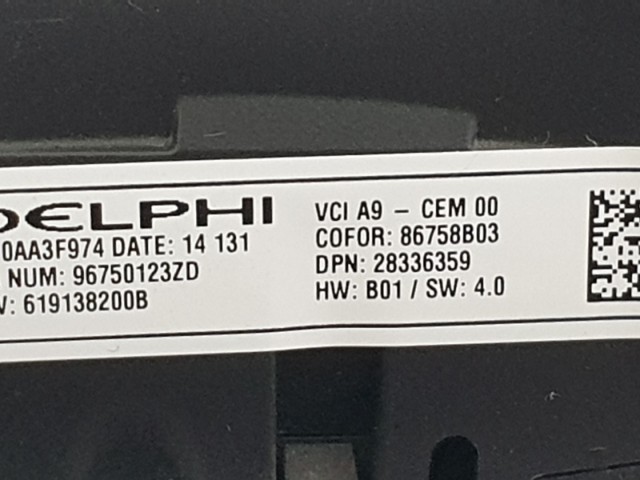 DELPHI
0AA3F974 DATE: 14 131
NUM: 96750123ZD
: 619138200B
VCI A9 - CEM 00
COFOR: 86758B03
DPN: 28336359
HW: B01 / SW: 4.0